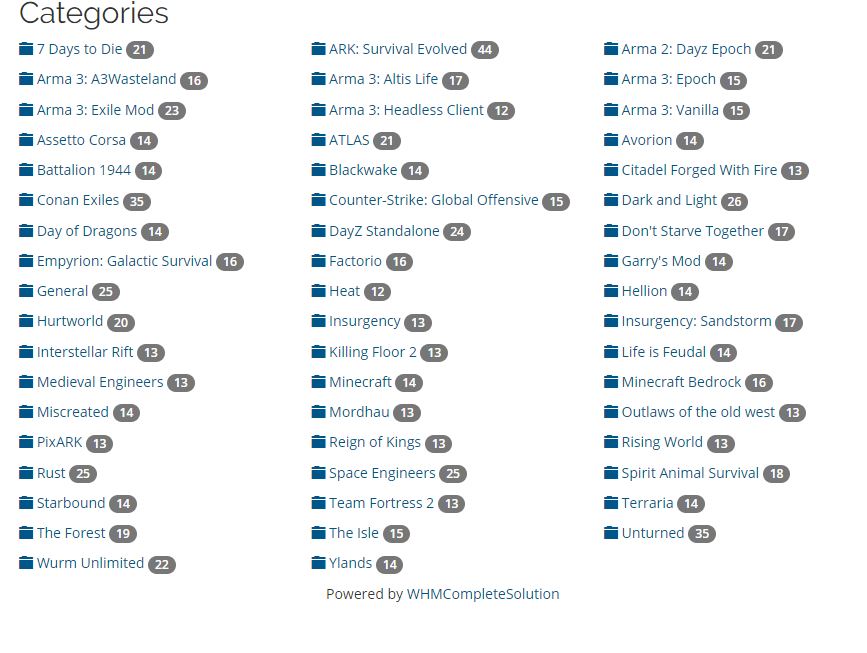 Categories
7 Days to Die 21 ARK: Survival Evolved 44 Arma 2: Dayz Epoch 21
Arma 3: A3Wasteland 16 Arma 3: Altis Life 17 Arma 3: Epoch 15
Arma 3: Exile Mod 23 Arma 3: Headless Client 12 Arma 3: Vanilla 15
Assetto Corsa 14 ATLAS 21 Avorion 14
Battalion 1944 14 Blackwake 14 Citadel Forged With Fire 13
Conan Exiles 35 Counter-Strike: Global Offensive 15 Dark and Light 26
Day of Dragons 14 DayZ Standalone 24 Don't Starve Together 17
Empyrion: Galactic Survival 16 Factorio 16 Garry's Mod 14
General 25 Heat 12 Hellion 14
Hurtworld 20 Insurgency 13 Insurgency: Sandstorm 17
Interstellar Rift 13 Killing Floor 2 13 Life is Feudal 14
Medieval Engineers 13 Minecraft 14 Minecraft Bedrock 16
Miscreated 14 Mordhau 13 Outlaws of the old west 13
PixARK 13 Reign of Kings 13 Rising World 13
Rust 25 Space Engineers 25 Spirit Animal Survival 18
Starbound 14 Team Fortress 2 13 Terraria 14
The Forest 19 The Isle 15 Unturned 35
Wurm Unlimited 22 Ylands 14
Powered by WHMCompleteSolution